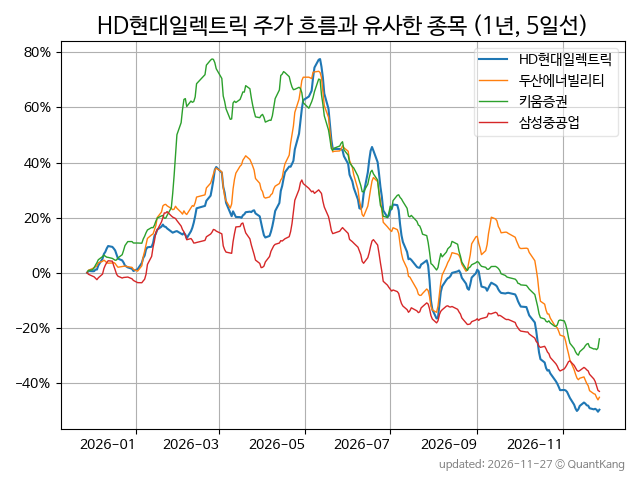 HD현대일렉트릭 주가 흐름과 유사한 종목 (1년, 5일선)
HD현대일렉트릭
두산에너빌리티
키움증권
삼성중공업
80%
60%
40%
20%
0%
−20%
−40%
2026-01 2026-03 2026-05 2026-07 2026-09 2026-11
updated: 2026-11-27 © QuantKang